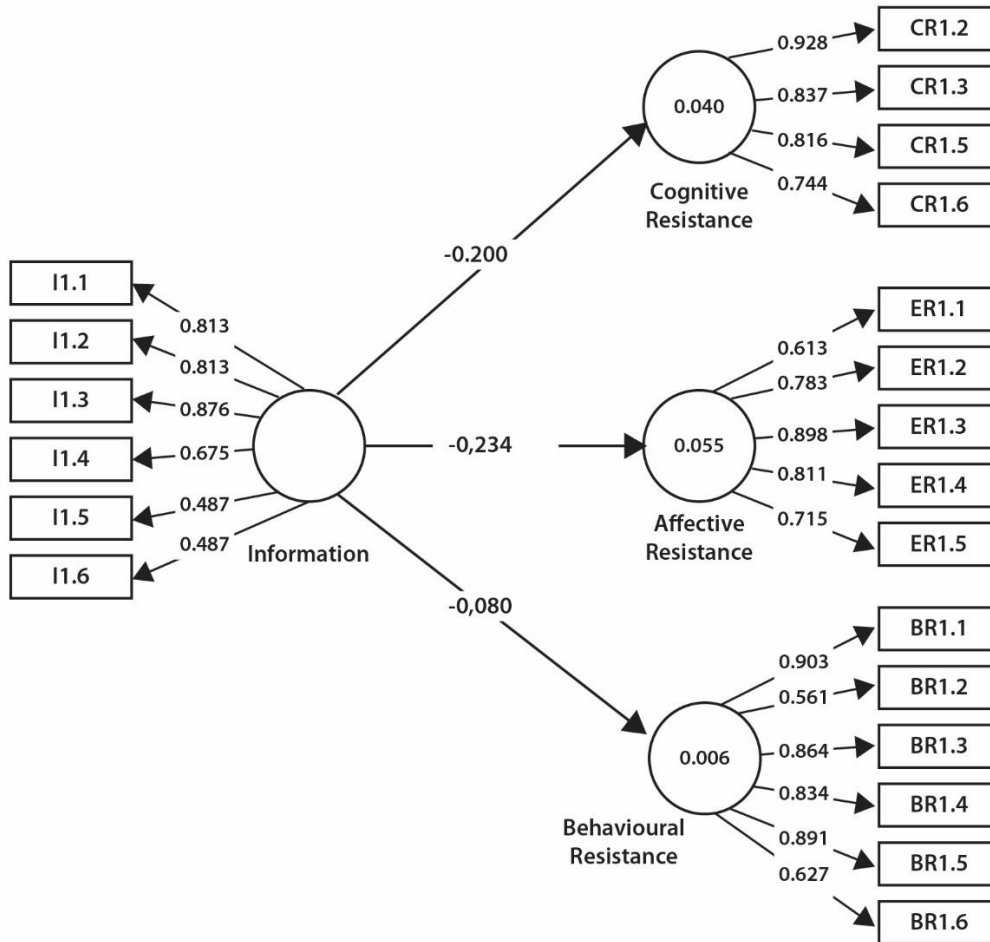 CR1.2
0.928
CR1.3
0.837
0.040
CR1.5
0.816
CR1.6
0.744
Cognitive
Resistance
-0.200
I1.1
0.813
I1.2
0.813
I1.3
0.876
I1.4
0.675
I1.5
0.487
I1.6
0.487
Information
-0,234
ER1.1
0.613
ER1.2
0.783
ER1.3
0.898
0.055
ER1.4
0.811
ER1.5
0.715
Affective
Resistance
-0,080
BR1.1
0.903
BR1.2
0.561
BR1.3
0.864
0.006
BR1.4
0.834
BR1.5
0.891
BR1.6
0.627
Behavioural
Resistance